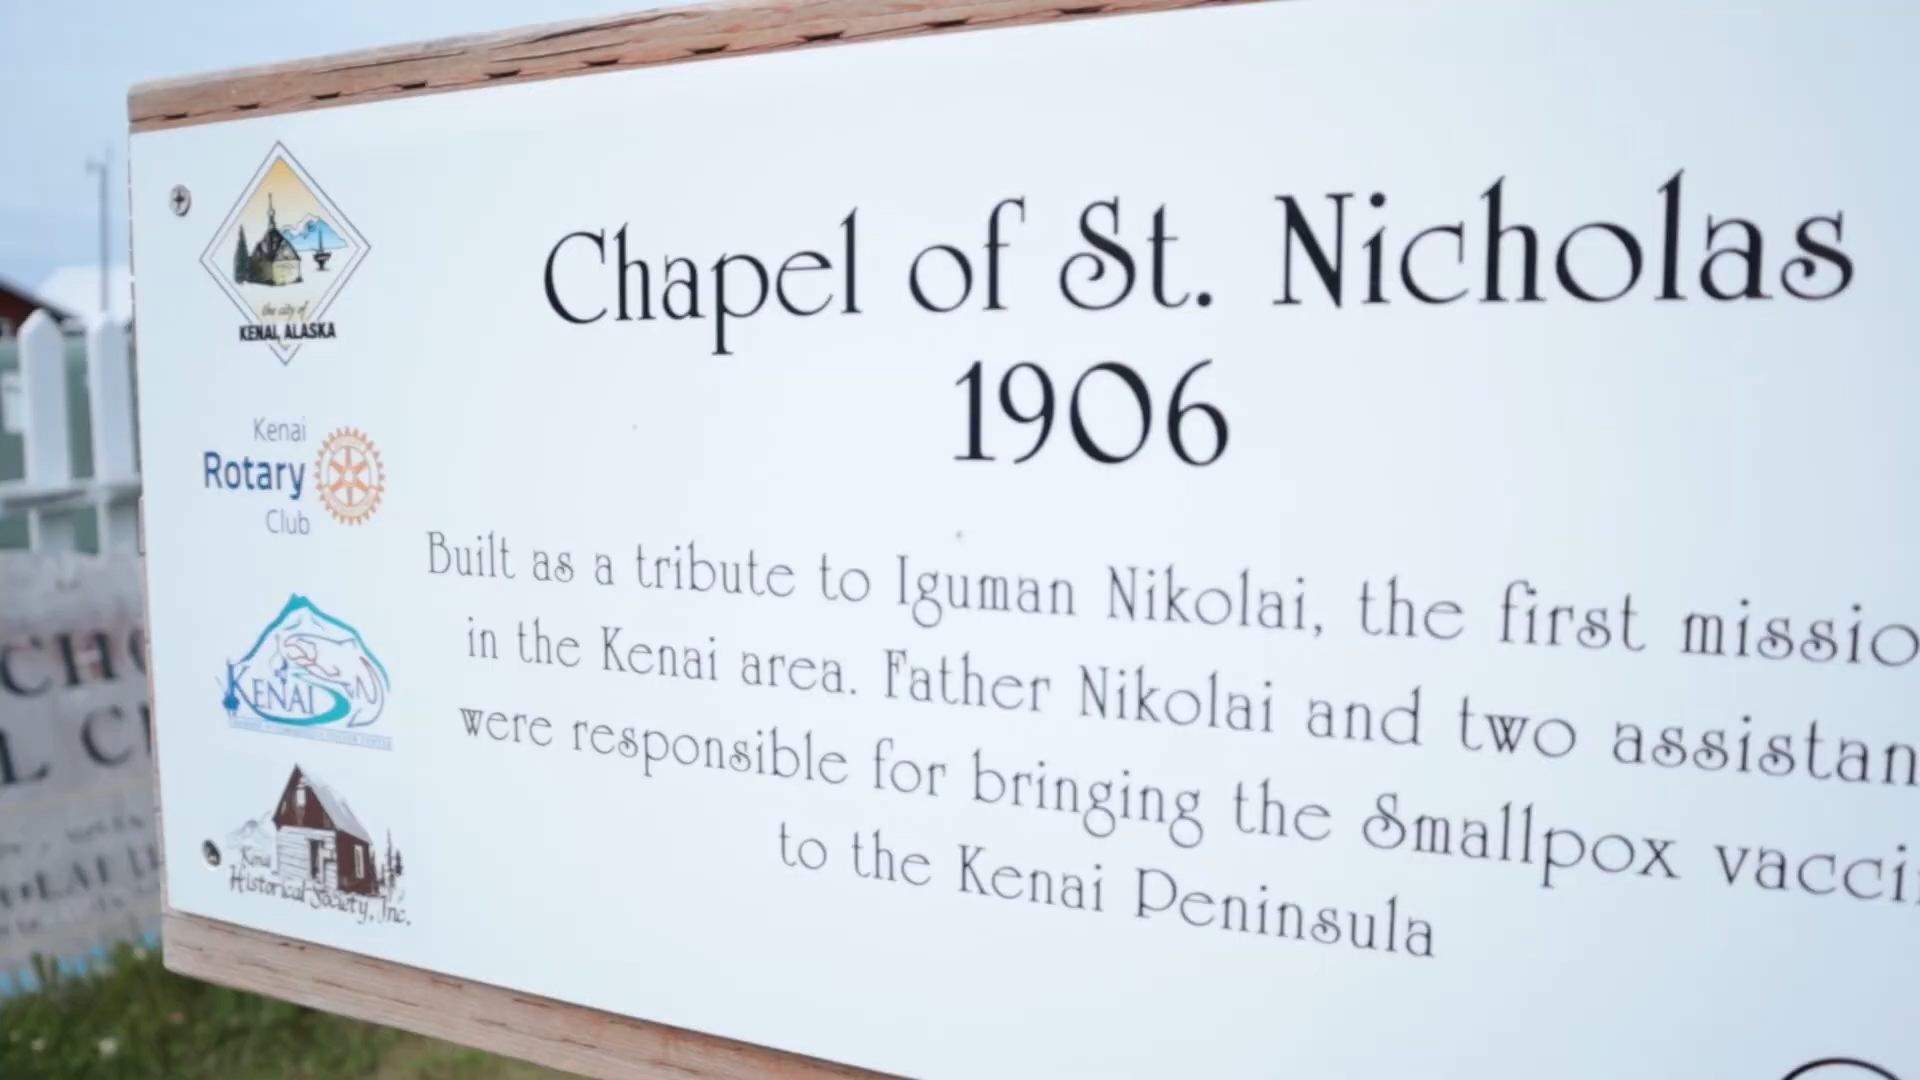 Chapel of St. Nicholas
1906
Built as a tribute to Iguman Nikolai, the first missio
in the Kenai area. Father Nikolai and two assistan
were responsible for bringing the Smallpox vacci
to the Kenai Peninsula
the city of
KENAI, ALASKA
Kenai
Rotary
Club
KENAI
Kenai
Historical Society, Inc.
CHO
L C